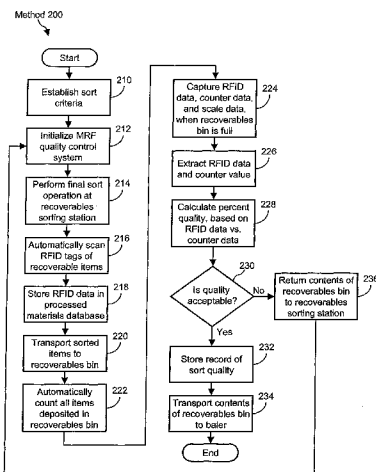 Method 200
Start
Establish sort
criteria
210
Initialize MRF
quality control
system
212
Perform final sort
operation at
recoverables
sorting station
214
Automatically scan
RFID tags of
recoverable items
216
Store RFID data in
processed
materials database
218
Transport sorted
items to
recoverables bin
220
Automatically
count all items
deposited in
recoverables bin
222
Capture RFID
data, counter data,
and scale data,
when recoverables
bin is full
224
Extract RFID data
and counter value
226
Calculate percent
quality, based on
RFID data vs.
counter data
228
Is quality
acceptable?
230
No
Yes
Return contents of
recoverables bin
to recoverables
sorting station
236
Store record of
sort quality
232
Transport contents
of recoverables bin
to baler
234
End